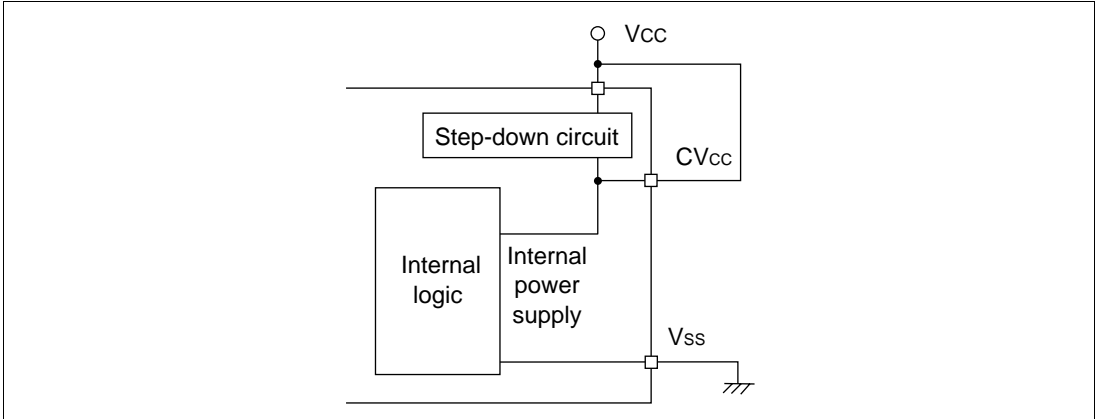 Vcc
Step-down circuit
CVcc
Internal
logic
Internal
power
supply
Vss